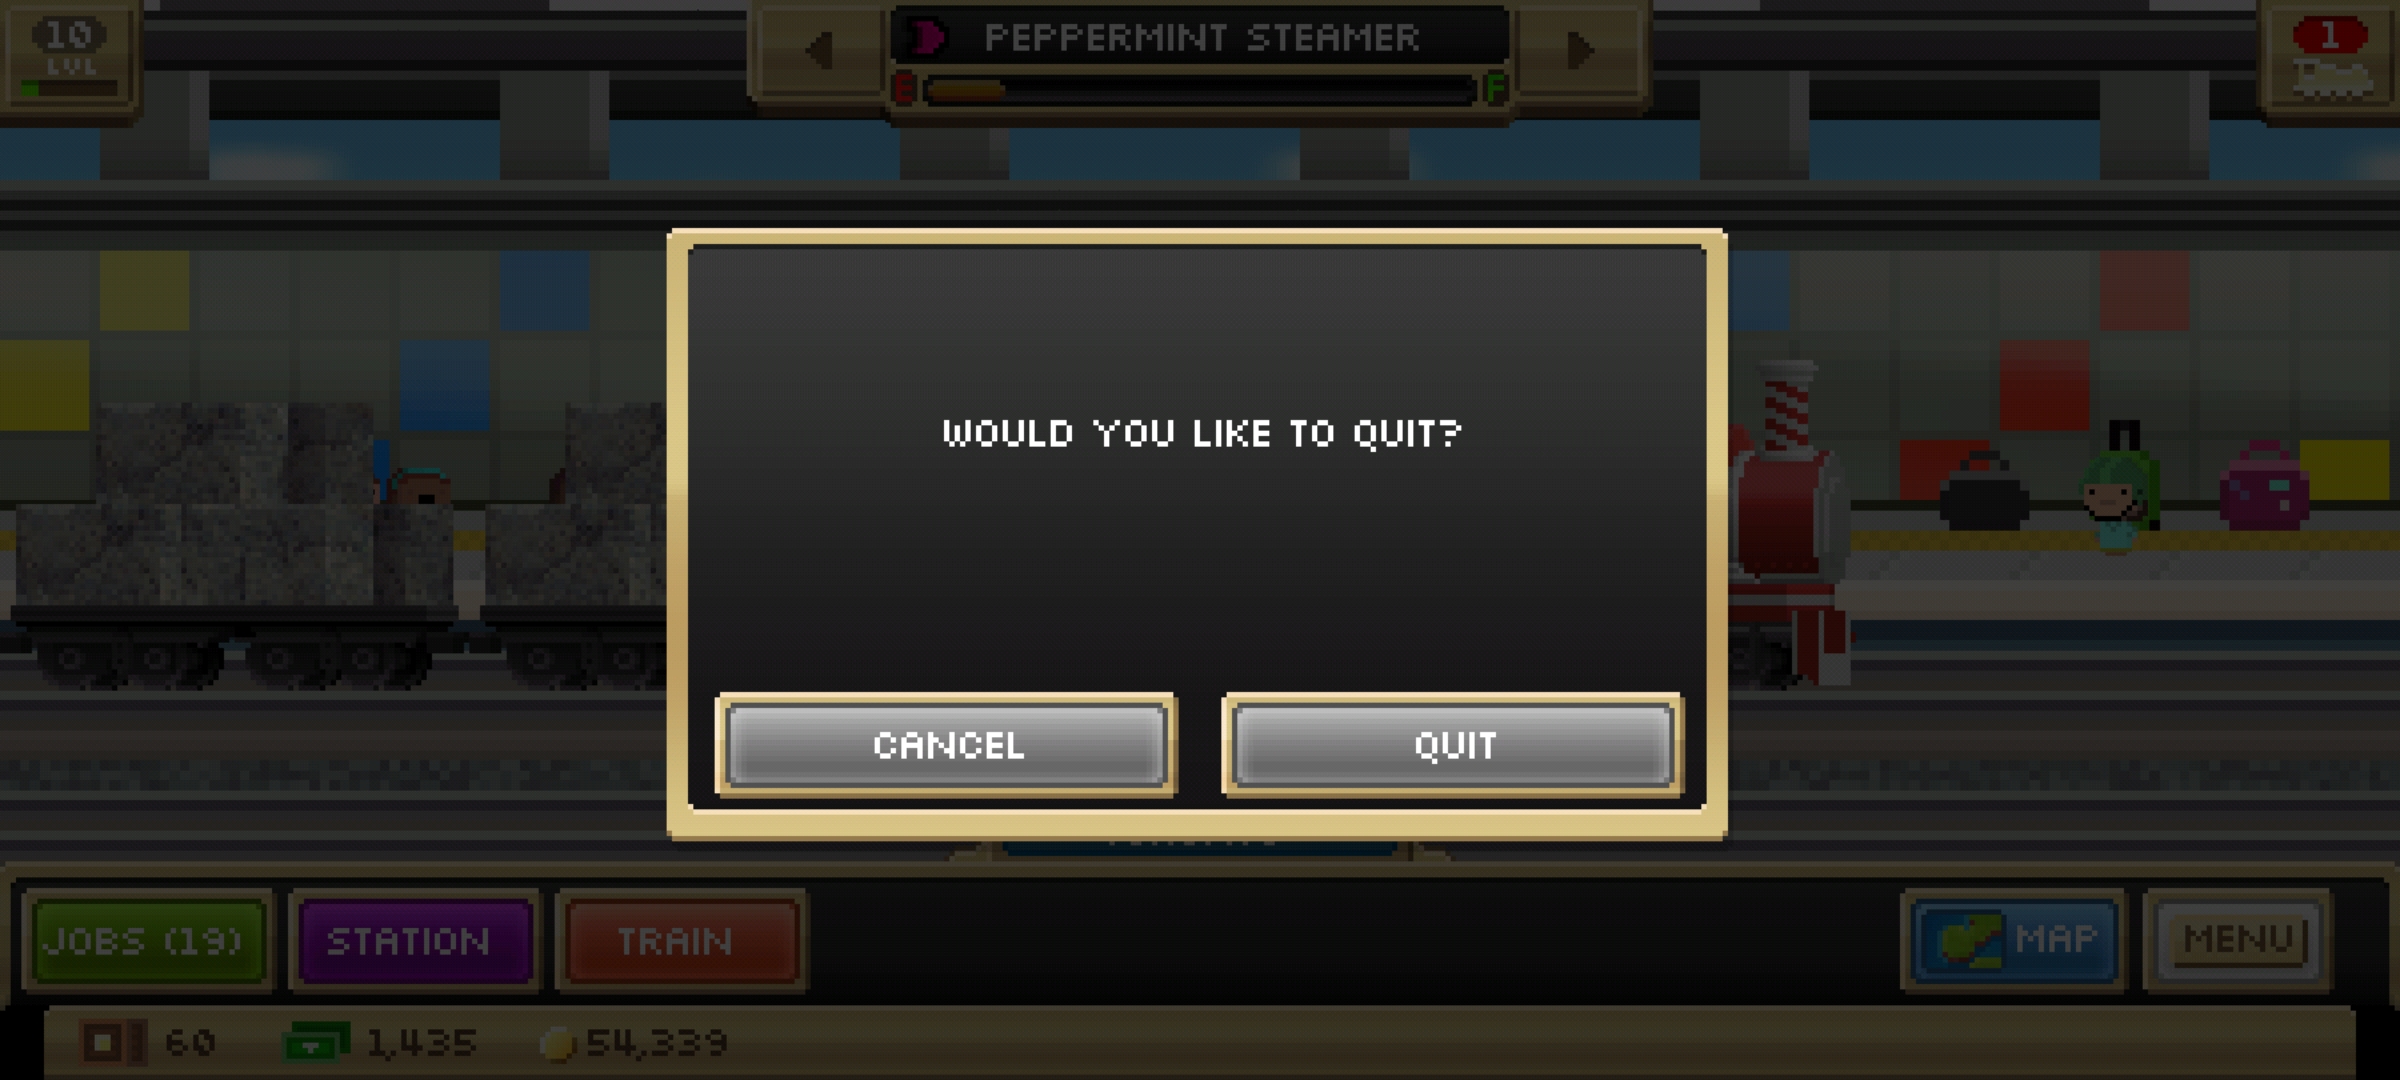 10
LVL
PEPPERMINT STEAMER
E
F
1
WOULD YOU LIKE TO QUIT?
CANCEL
QUIT
JOBS (19)
STATION
TRAIN
MAP
MENU
60
1,435
54,339